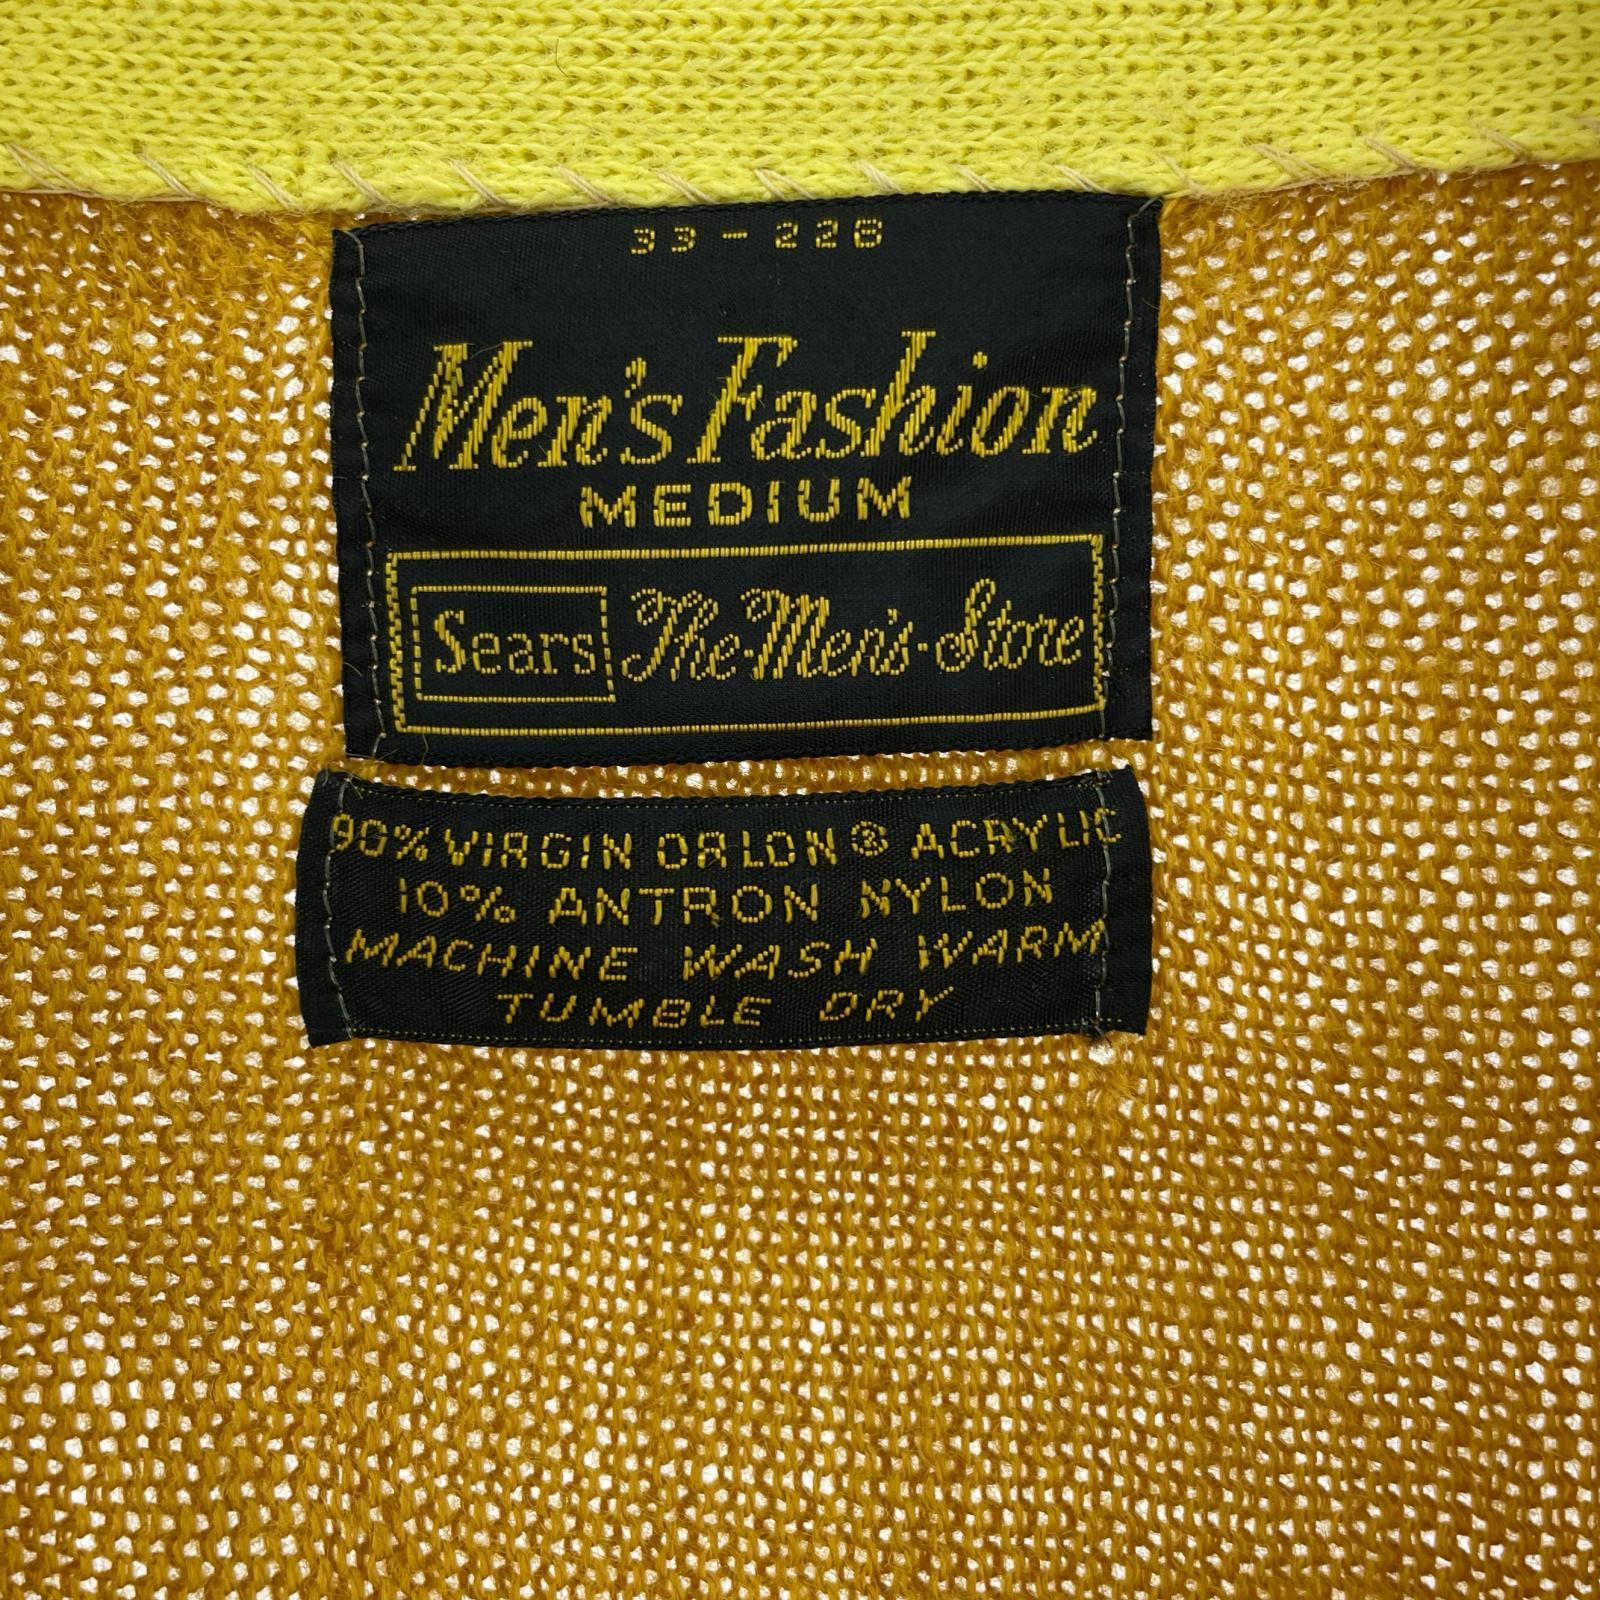 33-22B
Men's Fashion
MEDIUM
Sears The·Men's·Store
90% VIRGIN ORLON® ACRYLIC
10% ANTRON NYLON
MACHINE WASH WARM
TUMBLE DRY